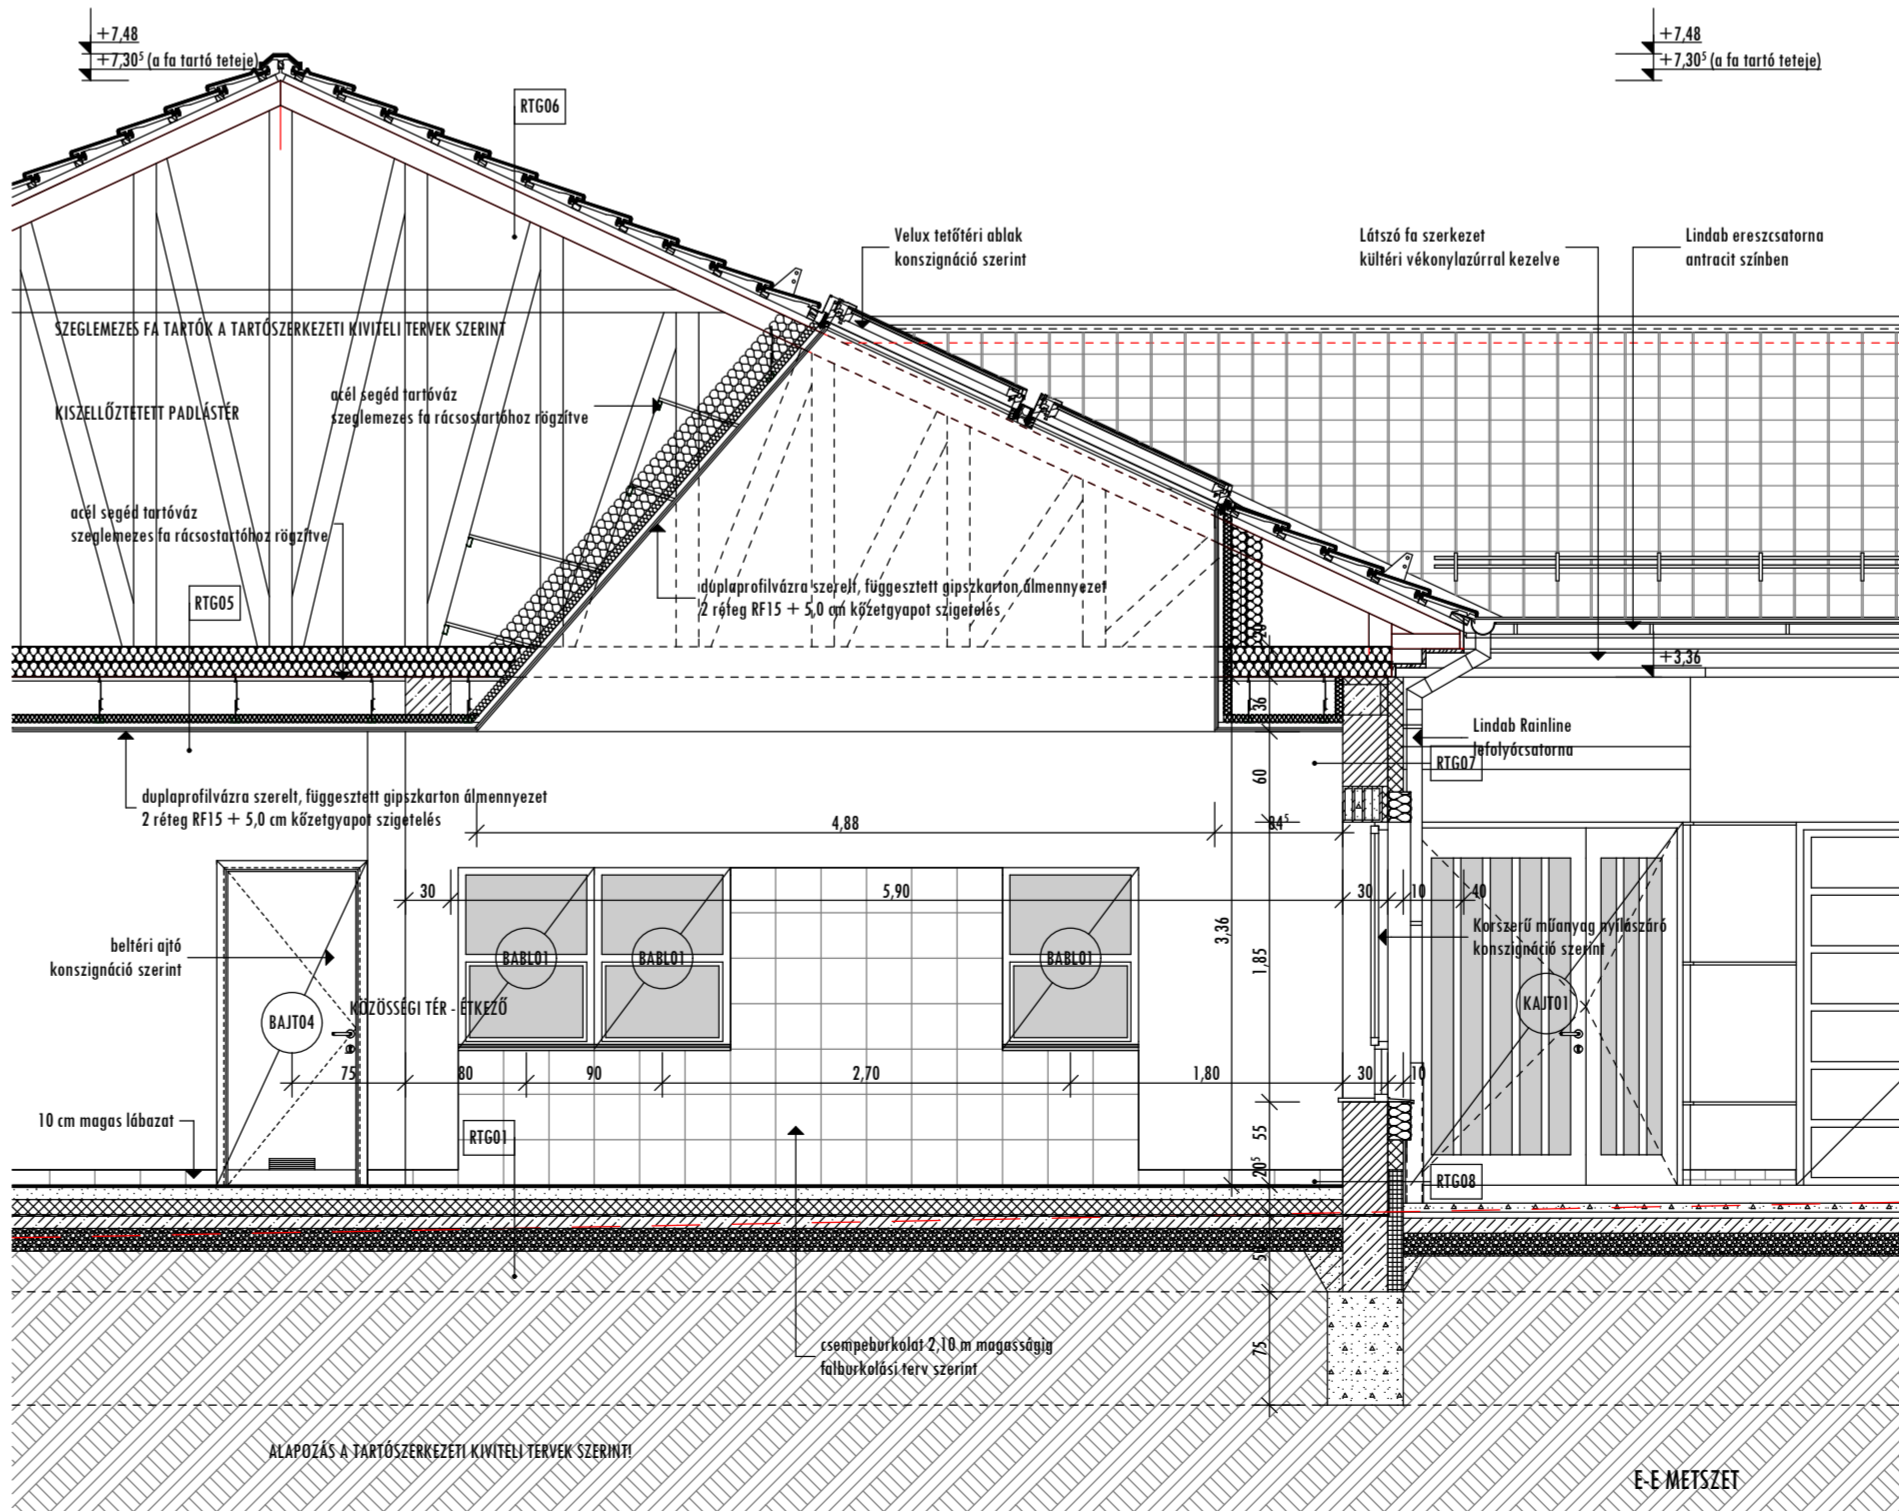 +7,48
+7,30⁵ (a fa tartó teteje)
+7,48
+7,30⁵ (a fa tartó teteje)
RTG06
Velux tetőtéri ablak
konszignáció szerint
Látszó fa szerkezet
kültéri vékonylazúrral kezelve
Lindab ereszcsatorna
antracit színben
SZEGLEMEZES FA TARTÓK A TARTÓSZERKEZETI KIVITELI TERVEK SZERINT
KISZELLŐZTETETT PADLÁSTÉR
acél segéd tartóváz
szeglemezes fa rácsostartóhoz rögzítve
acél segéd tartóváz
szeglemezes fa rácsostartóhoz rögzítve
RTG05
duplaprofilvázra szerelt, függesztett gipszkarton álmennyezet
2 réteg RF15 + 5,0 cm kőzetgyapot szigetelés
+3,36
36
Lindab Rainline
lefolyócsatorna
RTG07
60
duplaprofilvázra szerelt, függesztett gipszkarton álmennyezet
2 réteg RF15 + 5,0 cm kőzetgyapot szigetelés
4,88
84⁵
30
5,90
30
10
40
3,36
1,85
Korszerű műanyag nyílászáró
konszignáció szerint
beltéri ajtó
konszignáció szerint
BABL01
BABL01
BABL01
KAJT01
BAJT04
KÖZÖSSÉGI TÉR - ÉTKEZŐ
75
80
90
2,70
1,80
30
10
10 cm magas lábazat
RTG01
55
20⁵
RTG08
75
csempeburkolat 2,10 m magasságig
falburkolási terv szerint
ALAPOZÁS A TARTÓSZERKEZETI KIVITELI TERVEK SZERINT!
E-E METSZET